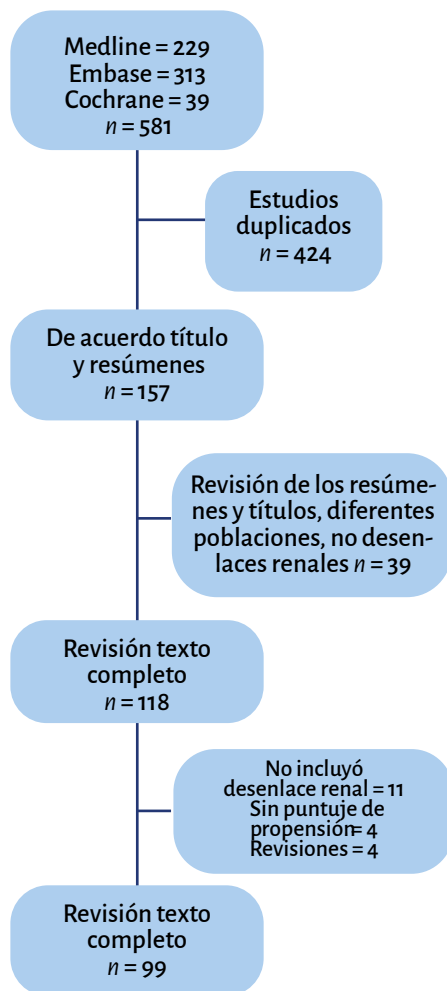 Medline = 229
Embase = 313
Cochrane = 39
n = 581
Estudios
duplicados
n = 424
De acuerdo título
y resúmenes
n = 157
Revisión de los resúme-
nes y títulos, diferentes
poblaciones, no desen-
laces renales n = 39
Revisión texto
completo
n = 118
No incluyó
desenlace renal = 11
Sin puntuje de
propensión= 4
Revisiones = 4
Revisión texto
completo
n = 99